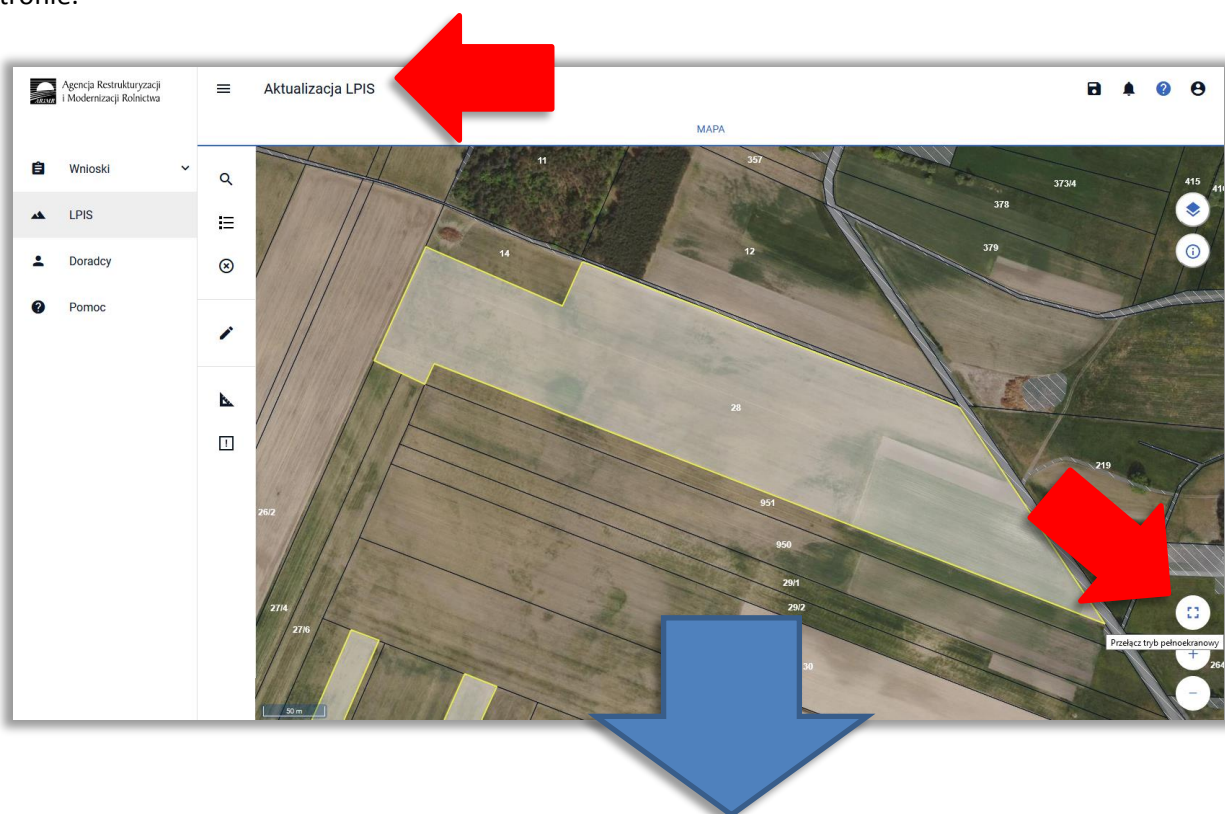 tronie.
Agencja Restrukturyzacji
i Modernizacji Rolnictwa
ARiMR
Aktualizacja LPIS
MAPA
Wnioski
LPIS
Doradcy
Pomoc
11
357
373/4
415
378
14
12
379
28
219
951
26/2
950
29/1
27/4
29/2
27/6
Przełącz tryb pełnoekranowy
30
264
50 m